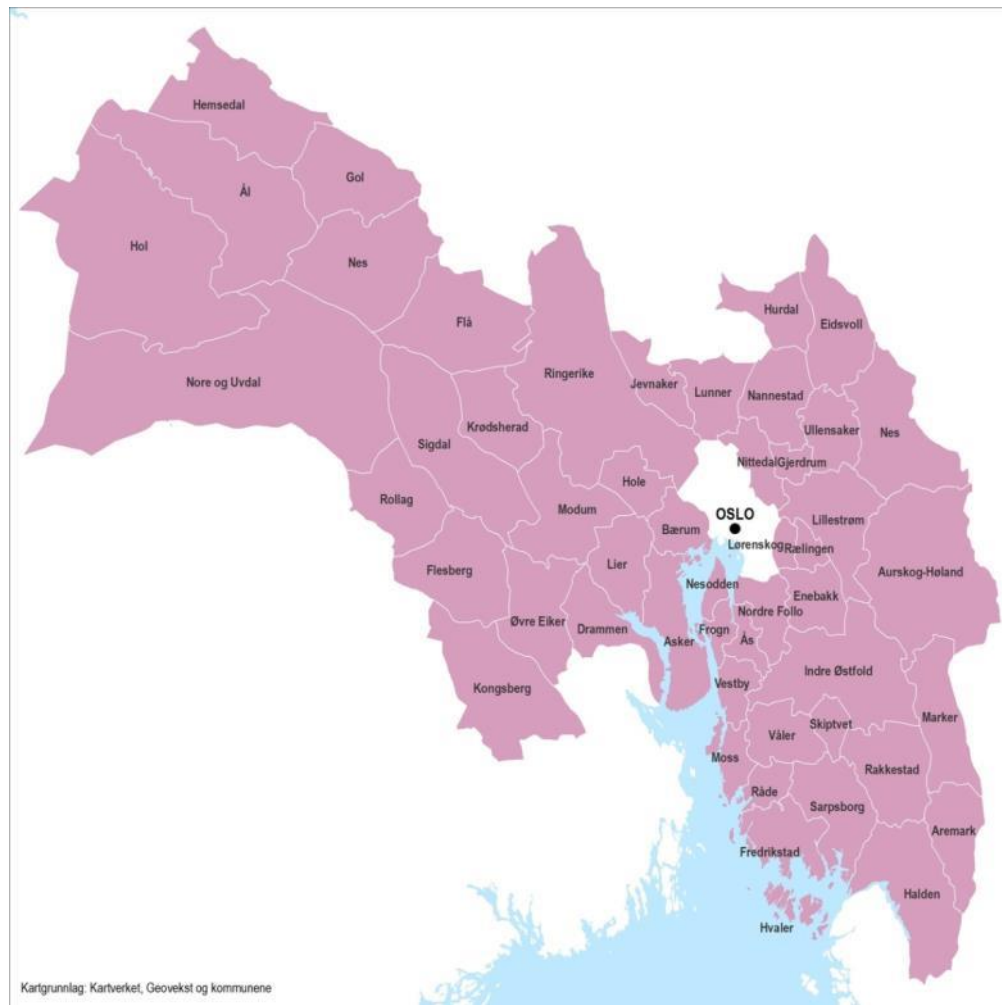 Hemsedal
Gol
Ål
Hol
Nes
Hurdal
Flå
Eidsvoll
Ringerike
Nore og Uvdal
Jevnaker
Lunner
Nannestad
Krødsherad
Ullensaker
Nes
Sigdal
Nittedal
Gjerdrum
Hole
Rollag
Modum
OSLO
Lillestrøm
Bærum
Lørenskog
Rælingen
Lier
Flesberg
Aurskog-Høland
Nesodden
Enebakk
Nordre Follo
Øvre Eiker
Drammen
Frogn
Asker
Ås
Indre Østfold
Vestby
Kongsberg
Marker
Skiptvet
Våler
Moss
Rakkestad
Råde
Sarpsborg
Aremark
Fredrikstad
Halden
Hvaler
Kartgrunnlag: Kartverket, Geovekst og kommunene